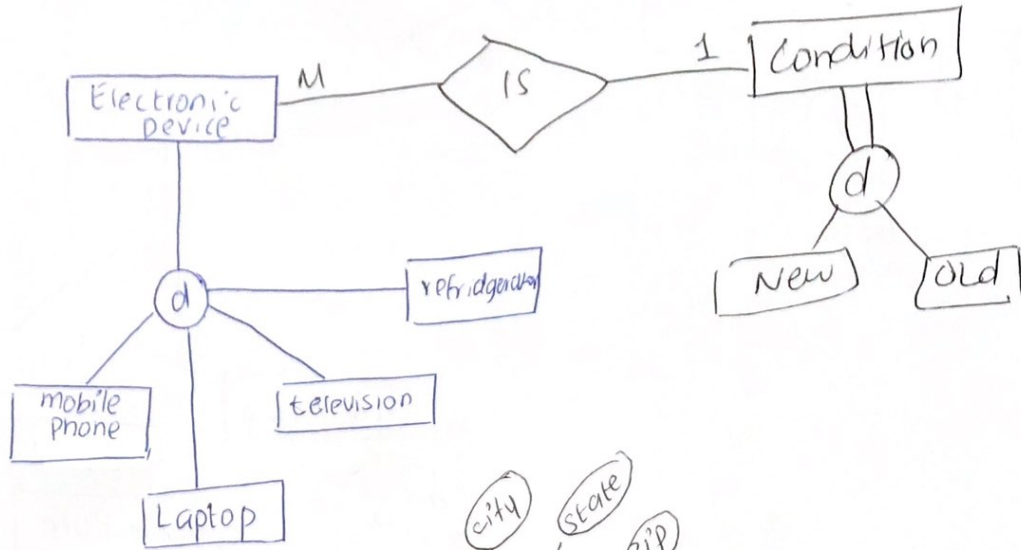 M
IS
1
Condition
Electronic
Device
d
d
New
Old
refridgerator
mobile
Phone
television
Laptop
city
state
zip